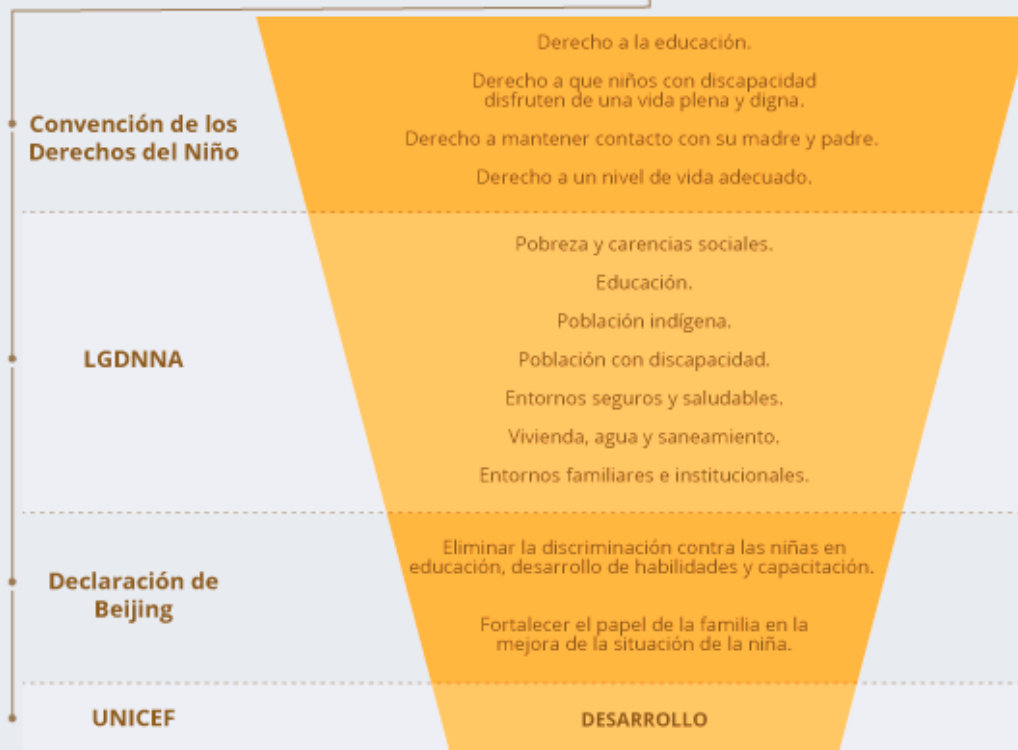 Convención de los
Derechos del Niño
Derecho a la educación.
Derecho a que niños con discapacidad
disfruten de una vida plena y digna.
Derecho a mantener contacto con su madre y padre.
Derecho a un nivel de vida adecuado.
LGDNNA
Pobreza y carencias sociales.
Educación.
Población indígena.
Población con discapacidad.
Entornos seguros y saludables.
Vivienda, agua y saneamiento.
Entornos familiares e institucionales.
Declaración de
Beijing
Eliminar la discriminación contra las niñas en
educación, desarrollo de habilidades y capacitación.
Fortalecer el papel de la familia en la
mejora de la situación de la niña.
UNICEF
DESARROLLO